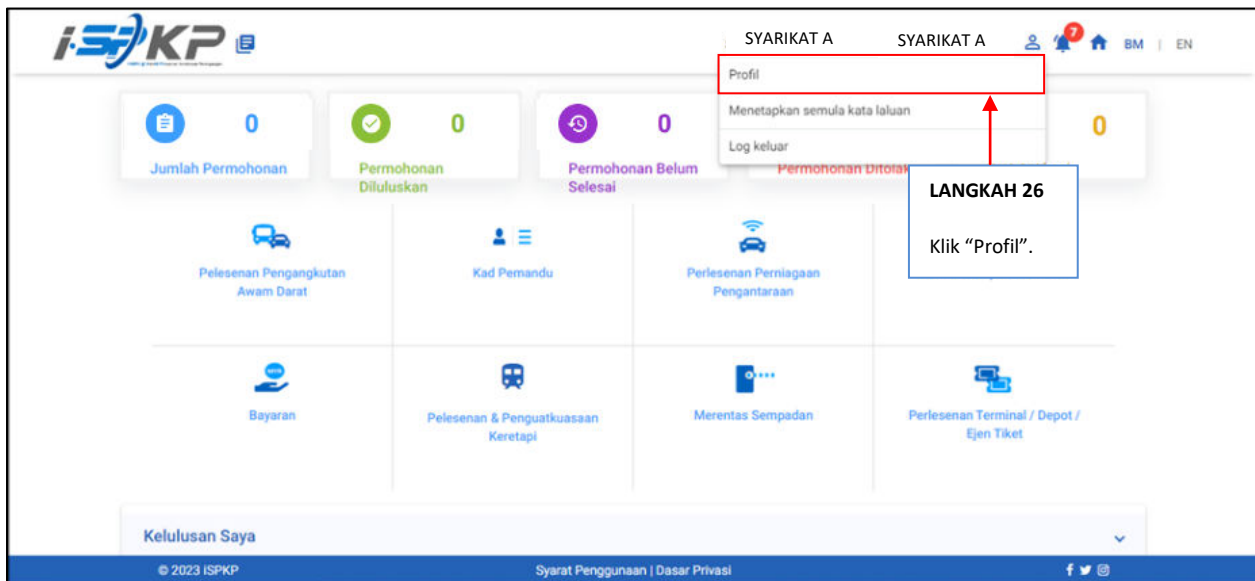 i-SPKP
SYARIKAT A SYARIKAT A
7
BM | EN
Profil
Menetapkan semula kata laluan
Log keluar
0 0 0 0
Jumlah Permohonan
Permohonan
Diluluskan
Permohonan Belum
Selesai
Permohonan Ditolak
LANGKAH 26
Klik “Profil”.
Pelesenan Pengangkutan
Awam Darat
Kad Pemandu
Perlesenan Perniagaan
Pengantaraan
Bayaran
Pelesenan & Penguatkuasaan
Keretapi
Merentas Sempadan
Perlesenan Terminal / Depot /
Ejen Tiket
Kelulusan Saya
© 2023 iSPKP Syarat Penggunaan | Dasar Privasi